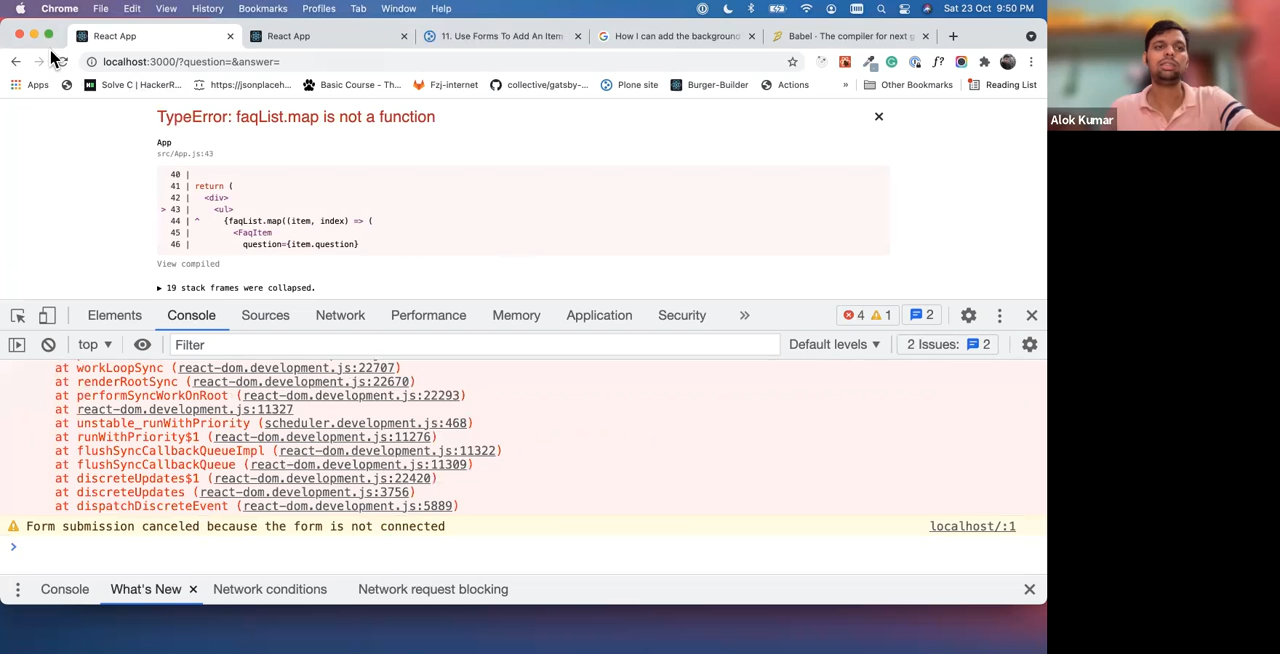 Chrome File Edit View History Bookmarks Profiles Tab Window Help Sat 23 Oct 9:50 PM
React App React App 11. Use Forms To Add An Item How I can add the background Babel · The compiler for next g
localhost:3000/?question=&answer=
Apps Solve C | HackerR... https://jsonplaceh... Basic Course - Th... Fzj-internet collective/gatsby-... Plone site Burger-Builder Actions » Other Bookmarks Reading List
Alok Kumar
TypeError: faqList.map is not a function
App
src/App.js:43
40 |
41 | return (
42 | <div>
> 43 | <ul>
44 | ^ {faqList.map((item, index) => (
45 | <FaqItem
46 | question={item.question}
View compiled
▶ 19 stack frames were collapsed.
Elements Console Sources Network Performance Memory Application Security » 4 1 2
top ▼ Filter Default levels ▼ 2 Issues: 2
at workLoopSync (react-dom.development.js:22707)
at renderRootSync (react-dom.development.js:22670)
at performSyncWorkOnRoot (react-dom.development.js:22293)
at react-dom.development.js:11327
at unstable_runWithPriority (scheduler.development.js:468)
at runWithPriority$1 (react-dom.development.js:11276)
at flushSyncCallbackQueueImpl (react-dom.development.js:11322)
at flushSyncCallbackQueue (react-dom.development.js:11309)
at discreteUpdates$1 (react-dom.development.js:22420)
at discreteUpdates (react-dom.development.js:3756)
at dispatchDiscreteEvent (react-dom.development.js:5889)
Form submission canceled because the form is not connected localhost/:1
>
Console What's New × Network conditions Network request blocking